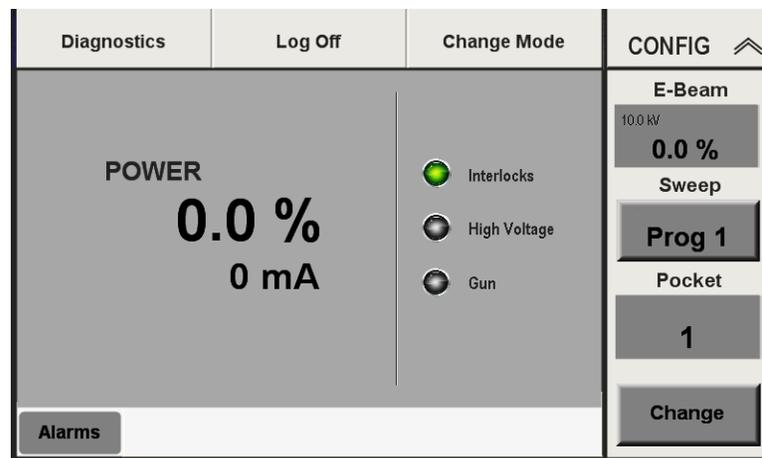 Diagnostics
Log Off
Change Mode
CONFIG
POWER
0.0 %
0 mA
Interlocks
High Voltage
Gun
E-Beam
10.0 kV
0.0 %
Sweep
Prog 1
Pocket
1
Change
Alarms